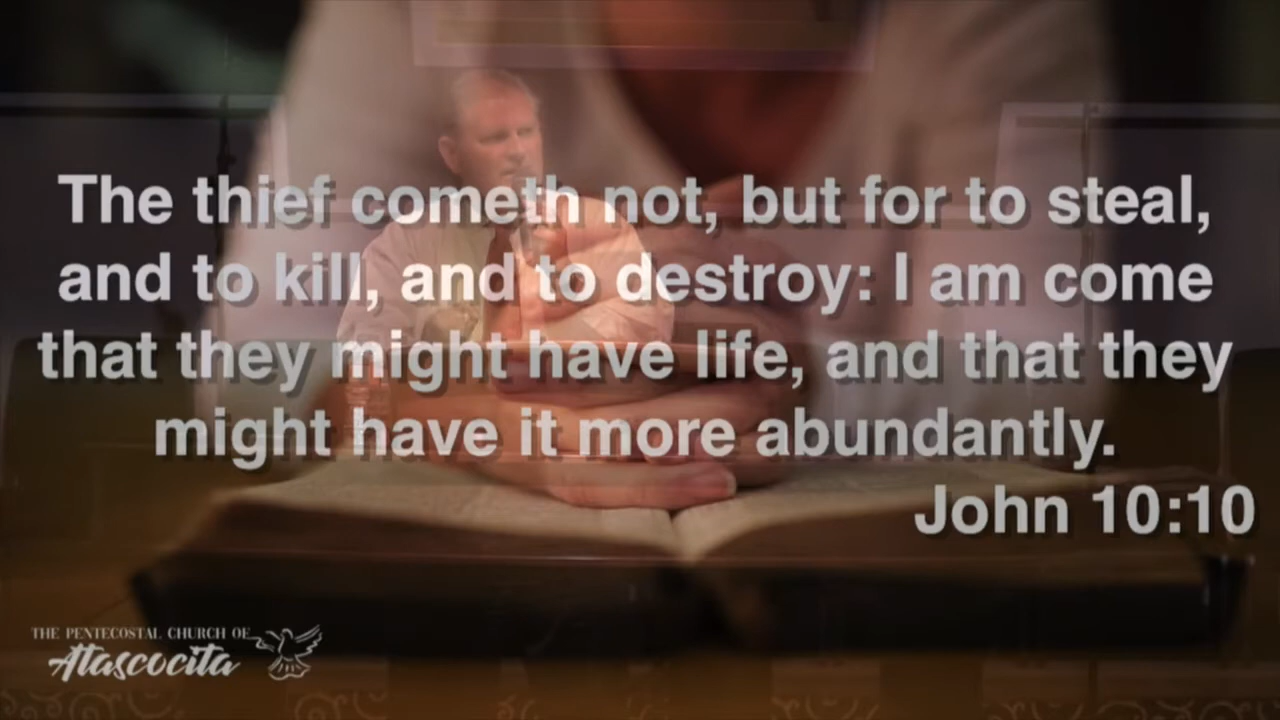 The thief cometh not, but for to steal,
and to kill, and to destroy: I am come
that they might have life, and that they
might have it more abundantly.
John 10:10
THE PENTECOSTAL CHURCH OF
Atascocita